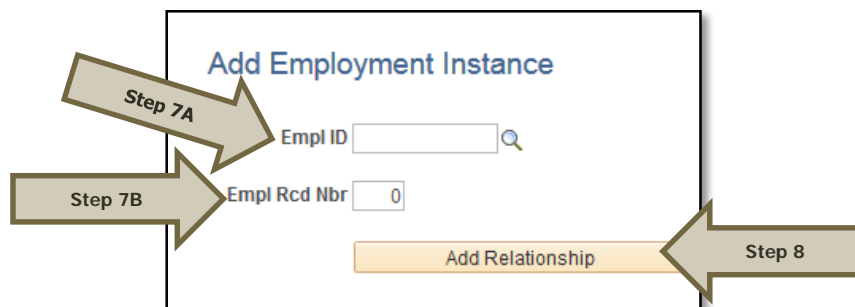 Add Employment Instance
Step 7A
Empl ID
Step 7B
Empl Rcd Nbr 0
Add Relationship
Step 8